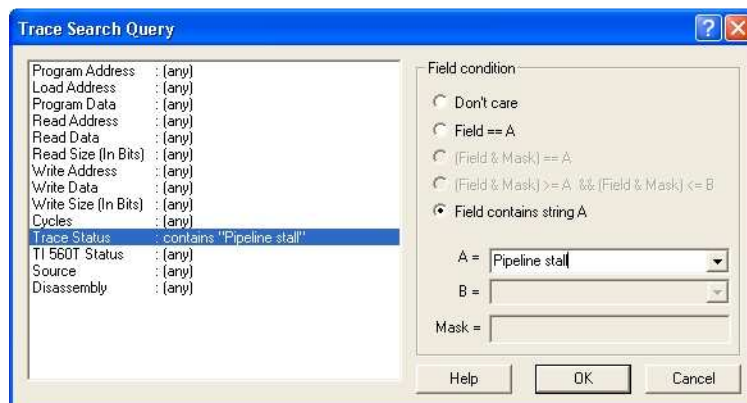 Trace Search Query
Program Address : (any)
Load Address : (any)
Program Data : (any)
Read Address : (any)
Read Data : (any)
Read Size (In Bits) : (any)
Write Address : (any)
Write Data : (any)
Write Size (In Bits) : (any)
Cycles : (any)
Trace Status : contains "Pipeline stall"
TI 560T Status : (any)
Source : (any)
Disassembly : (any)
Field condition
Don't care
Field == A
(Field & Mask) == A
(Field & Mask) >= A && (Field & Mask) <= B
Field contains string A
A = Pipeline stall
B =
Mask =
Help OK Cancel